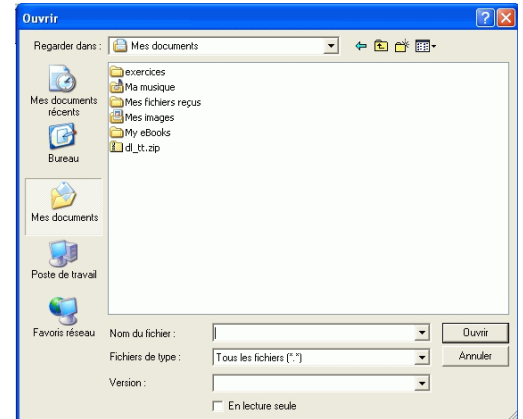 Ouvrir
Regarder dans : Mes documents
Mes documents récents
Bureau
Mes documents
Poste de travail
Favoris réseau
exercices
Ma musique
Mes fichiers reçus
Mes images
My eBooks
dl_tt.zip
Nom du fichier : Ouvrir
Fichiers de type : Tous les fichiers (*.*) Annuler
Version :
En lecture seule